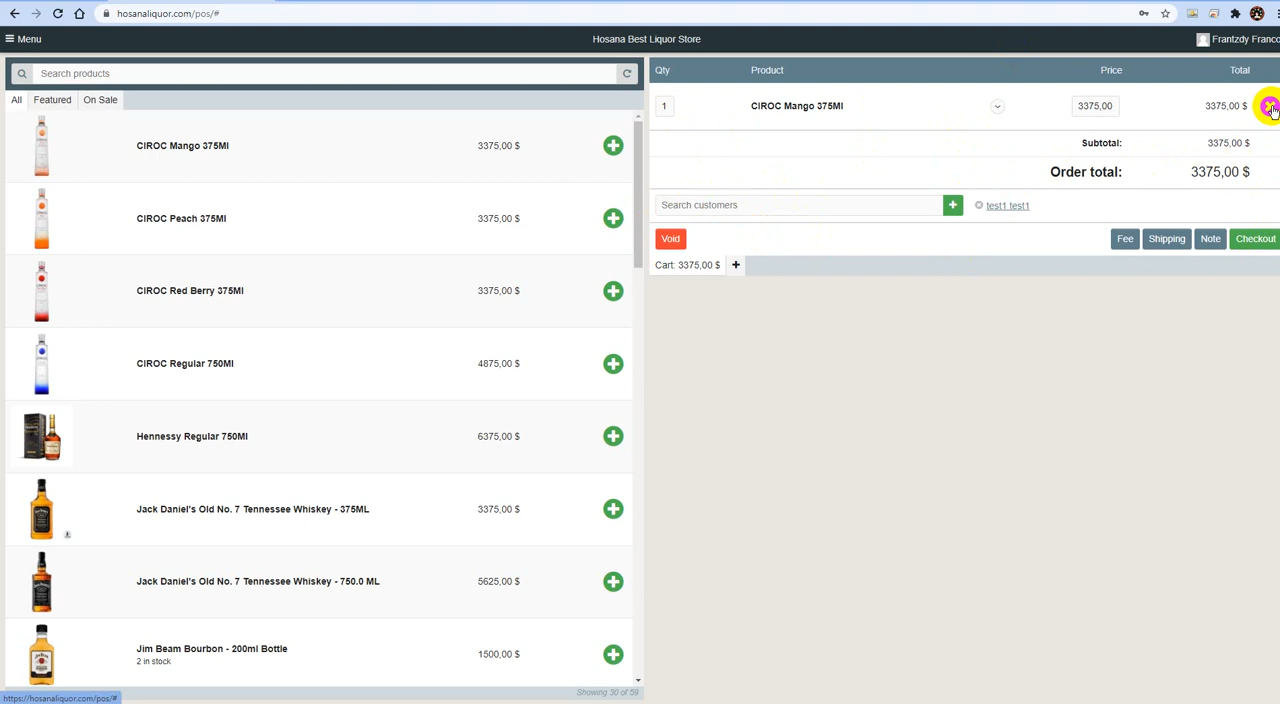 hosanaliquor.com/pos/#
Menu
Hosana Best Liquor Store
Frantzdy Franco
Search products
All Featured On Sale
CIROC Mango 375Ml 3375,00 $
CIROC Peach 375Ml 3375,00 $
CIROC Red Berry 375Ml 3375,00 $
CIROC Regular 750Ml 4875,00 $
Hennessy Regular 750Ml 6375,00 $
Jack Daniel's Old No. 7 Tennessee Whiskey - 375ML 3375,00 $
Jack Daniel's Old No. 7 Tennessee Whiskey - 750.0 ML 5625,00 $
Jim Beam Bourbon - 200ml Bottle 1500,00 $
2 in stock
Showing 30 of 59
https://hosanaliquor.com/pos/#
Qty Product Price Total
1 CIROC Mango 375Ml 3375,00 3375,00 $
Subtotal: 3375,00 $
Order total: 3375,00 $
Search customers test1 test1
Void Fee Shipping Note Checkout
Cart: 3375,00 $